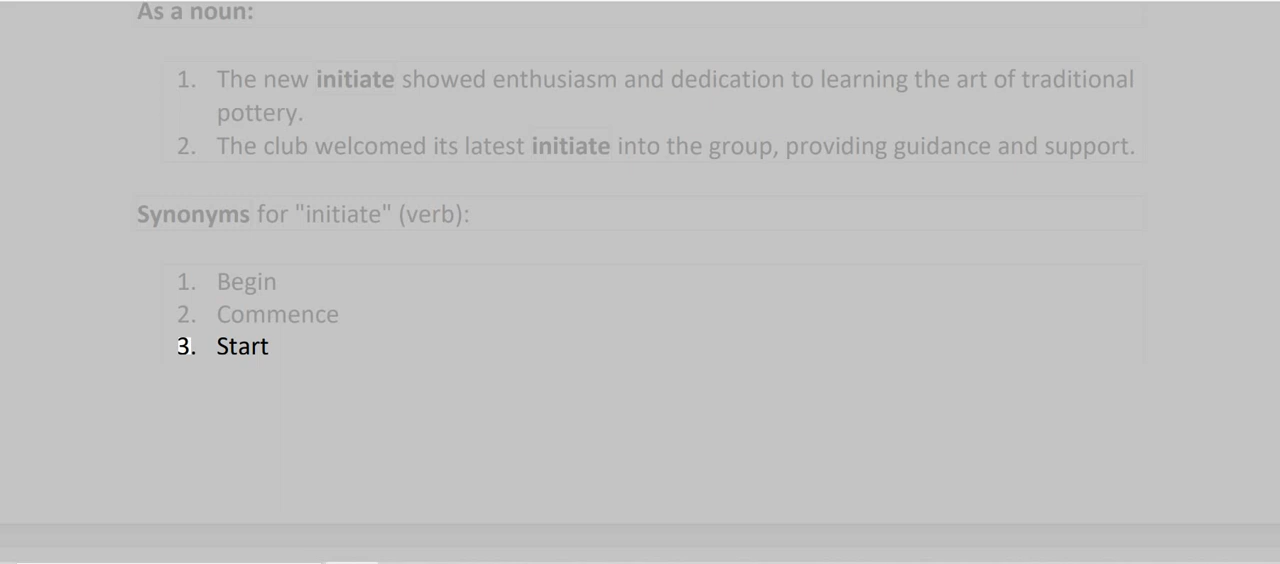 As a noun:
1. The new initiate showed enthusiasm and dedication to learning the art of traditional
pottery.
2. The club welcomed its latest initiate into the group, providing guidance and support.
Synonyms for "initiate" (verb):
1. Begin
2. Commence
3. Start